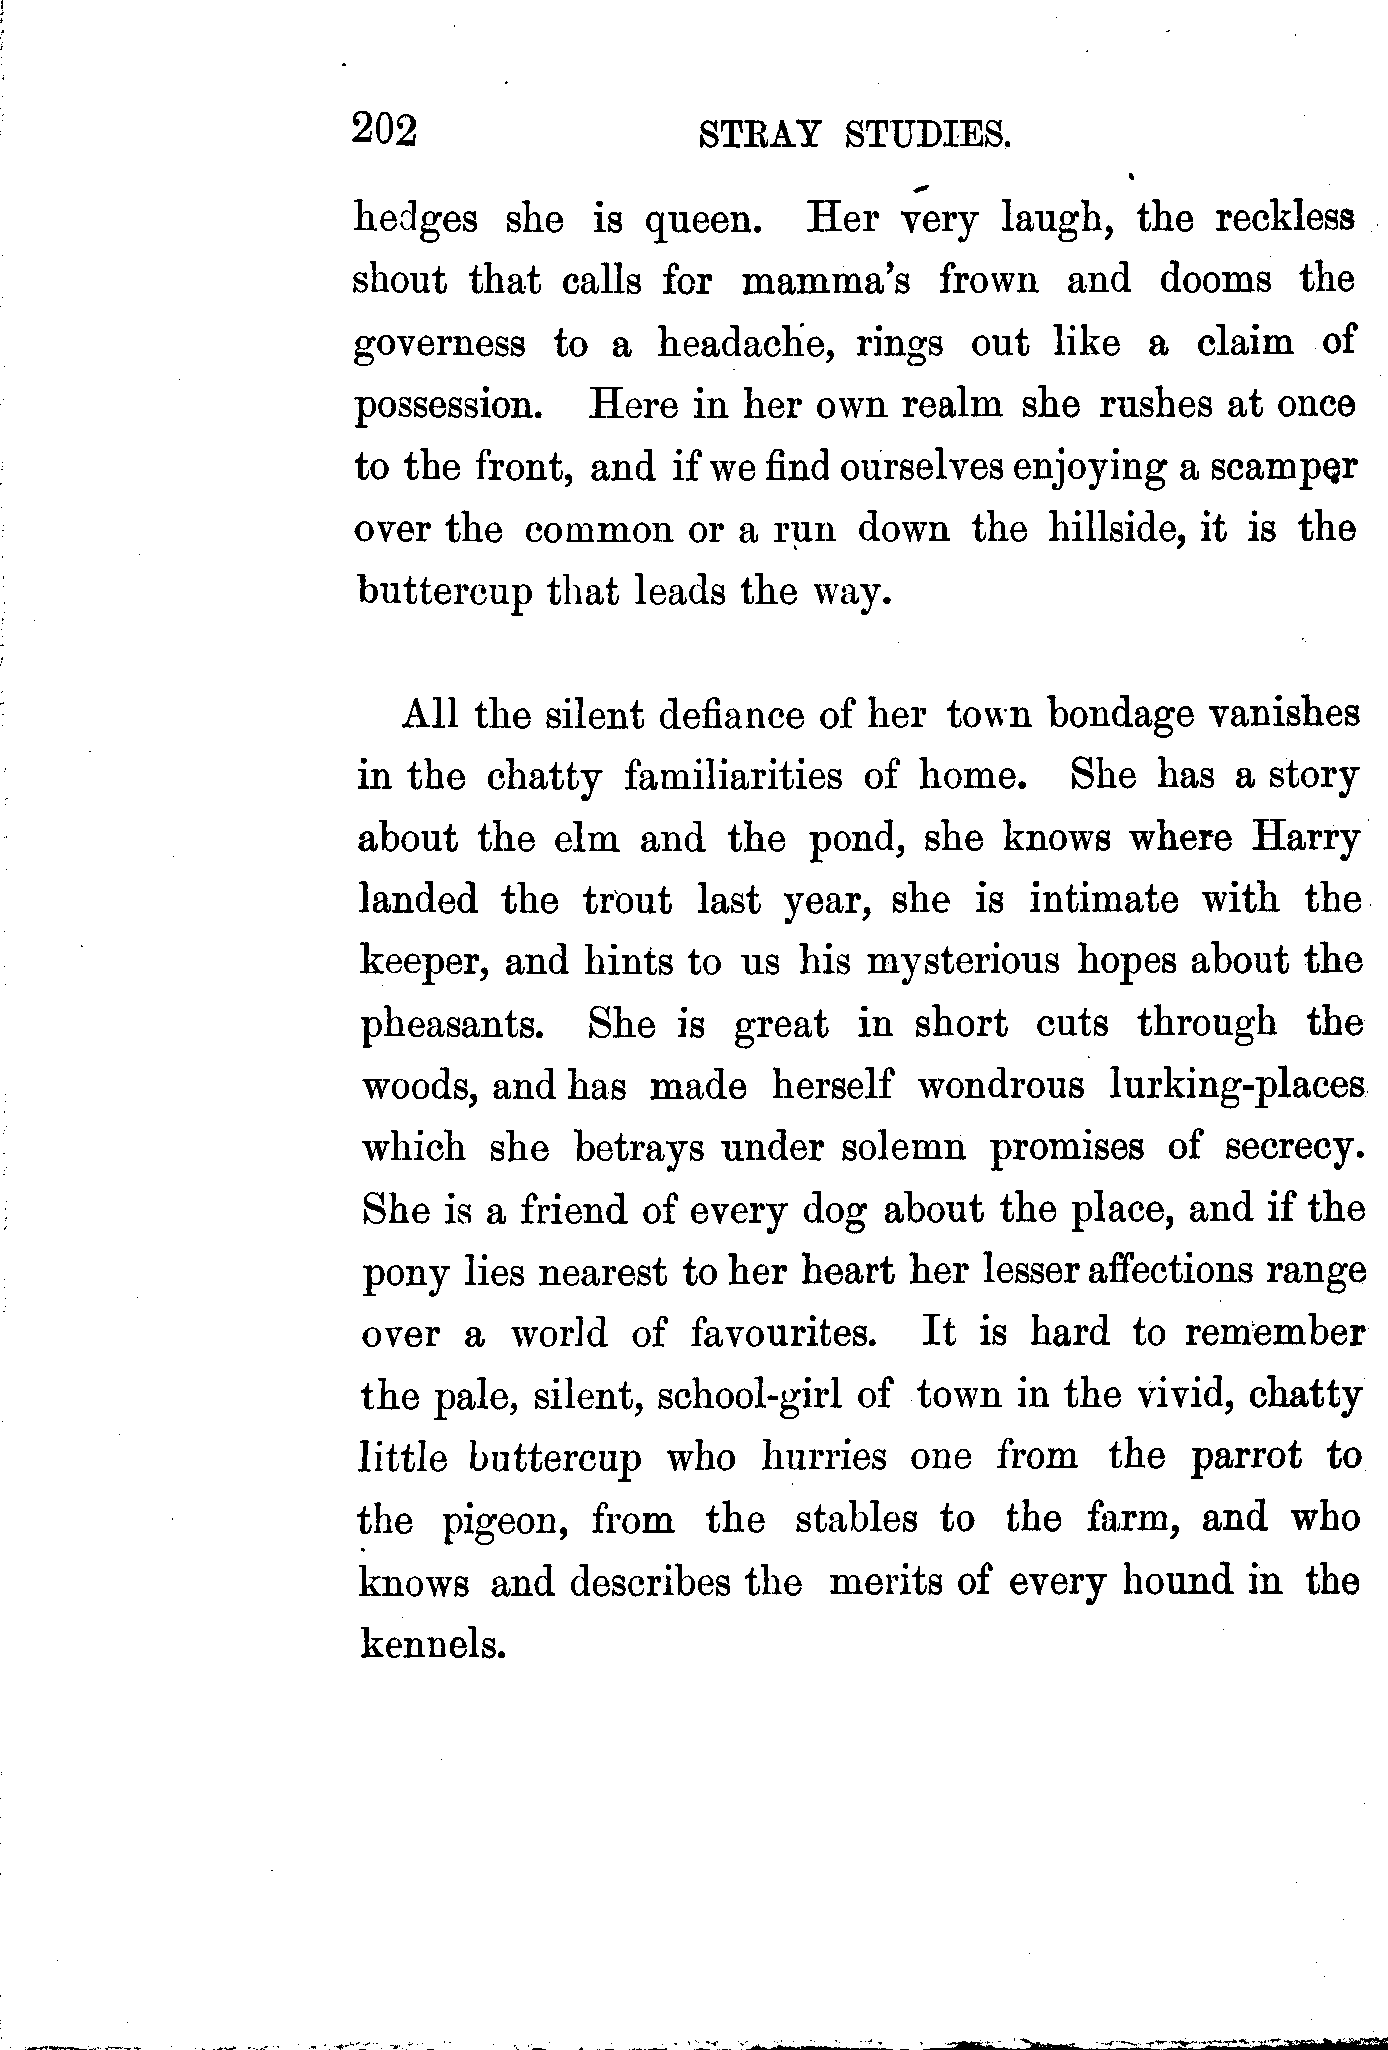 202 STRAY STUDIES.
hedges she is queen. Her very laugh, the reckless
shout that calls for mamma's frown and dooms the
governess to a headache, rings out like a claim of
possession. Here in her own realm she rushes at once
to the front, and if we find ourselves enjoying a scamper
over the common or a run down the hillside, it is the
buttercup that leads the way.
All the silent defiance of her town bondage vanishes
in the chatty familiarities of home. She has a story
about the elm and the pond, she knows where Harry
landed the trout last year, she is intimate with the
keeper, and hints to us his mysterious hopes about the
pheasants. She is great in short cuts through the
woods, and has made herself wondrous lurking-places
which she betrays under solemn promises of secrecy.
She is a friend of every dog about the place, and if the
pony lies nearest to her heart her lesser affections range
over a world of favourites. It is hard to remember
the pale, silent, school-girl of town in the vivid, chatty
little buttercup who hurries one from the parrot to
the pigeon, from the stables to the farm, and who
knows and describes the merits of every hound in the
kennels.